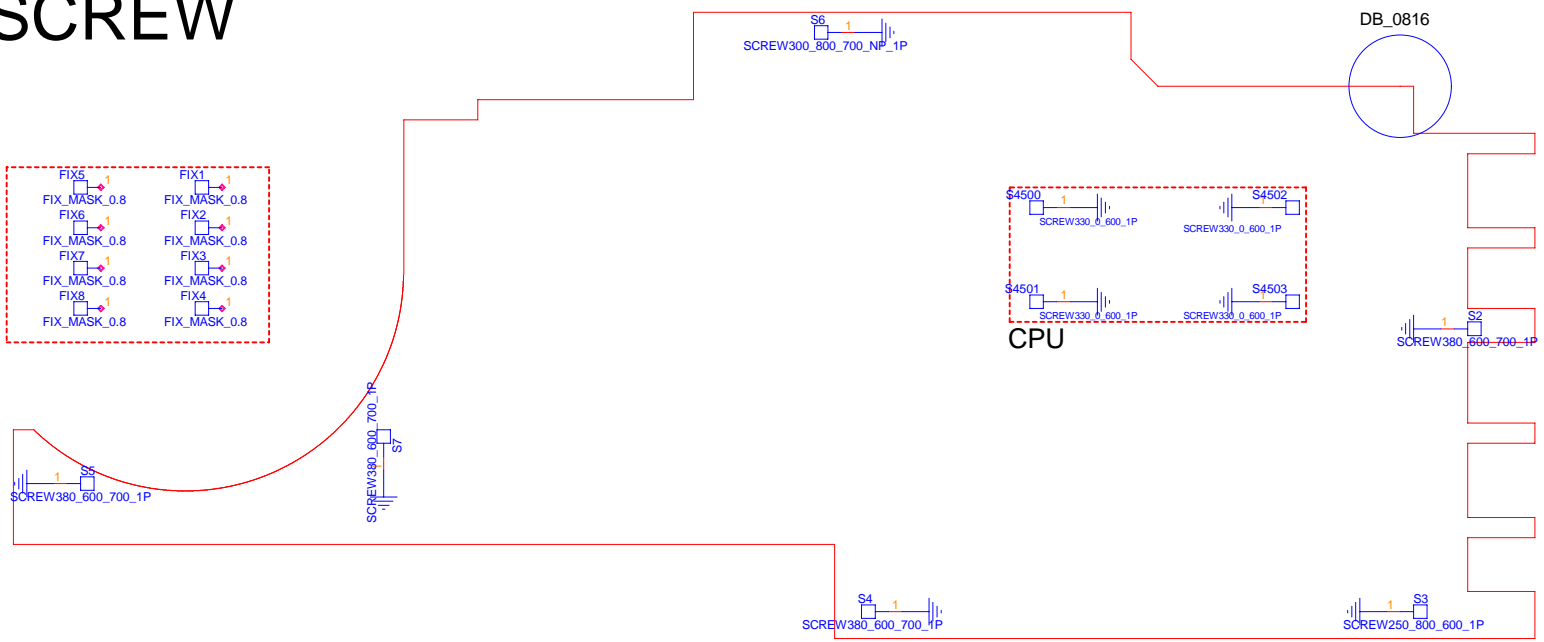 SCREW
S6
1
SCREW300_800_700_NP_1P
DB_0816
FIX5
1
FIX_MASK_0.8
FIX1
1
FIX_MASK_0.8
FIX6
1
FIX_MASK_0.8
FIX2
1
FIX_MASK_0.8
FIX7
1
FIX_MASK_0.8
FIX3
1
FIX_MASK_0.8
FIX8
1
FIX_MASK_0.8
FIX4
1
FIX_MASK_0.8
S4500
1
SCREW330_0_600_1P
S4502
1
SCREW330_0_600_1P
S4501
1
SCREW330_0_600_1P
S4503
1
SCREW330_0_600_1P
CPU
S2
1
SCREW380_600_700_1P
S7
1
SCREW380_600_700_1P
S5
1
SCREW380_600_700_1P
S4
1
SCREW380_600_700_1P
S3
1
SCREW250_800_600_1P